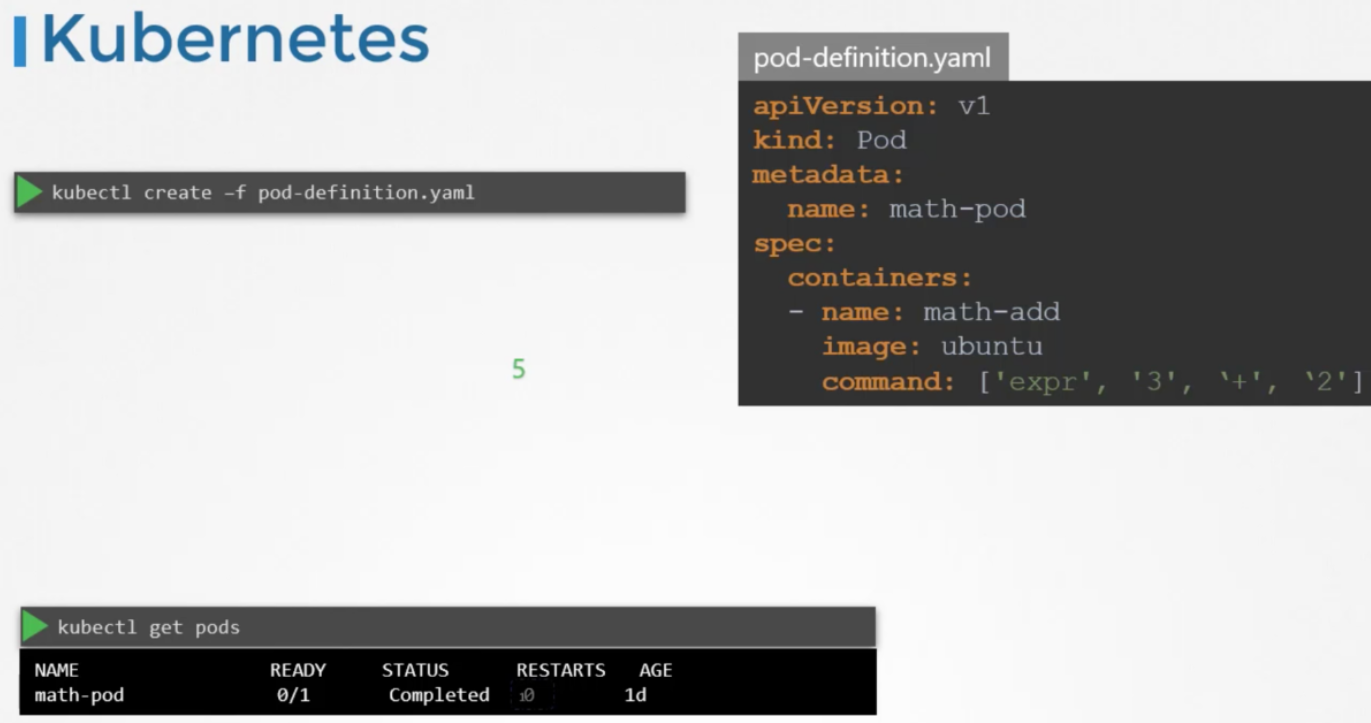 Kubernetes
pod-definition.yaml
apiVersion: v1
kind: Pod
metadata:
  name: math-pod
spec:
  containers:
  - name: math-add
    image: ubuntu
    command: ['expr', '3', `+', `2']
kubectl create –f pod-definition.yaml
5
kubectl get pods
NAME READY STATUS RESTARTS AGE
math-pod 0/1 Completed 1d